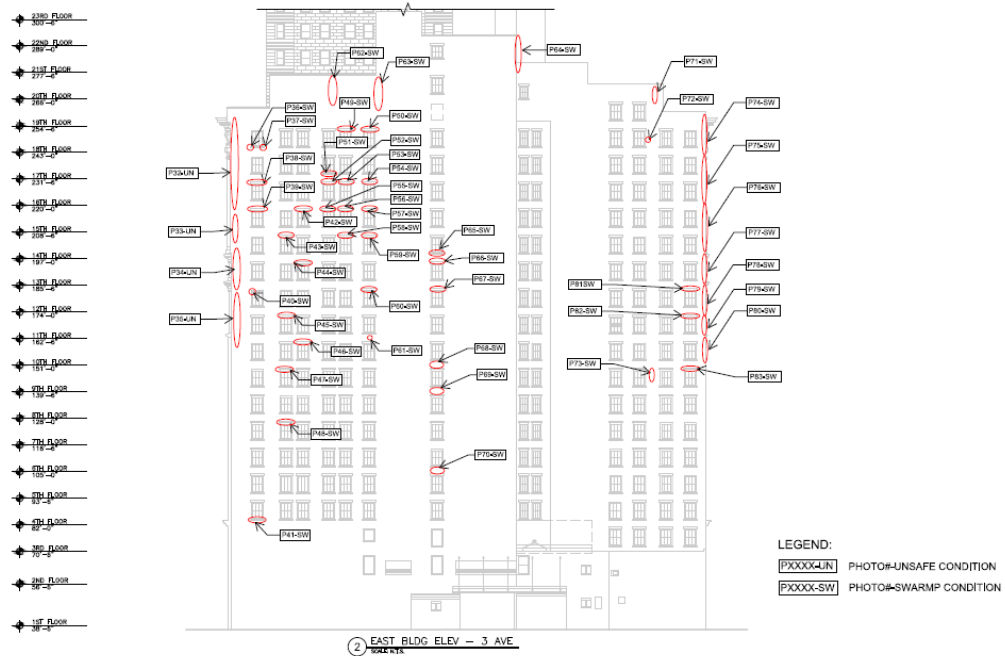 23RD FLOOR
300'-6"
22ND FLOOR
289'-0"
21ST FLOOR
277'-6"
20TH FLOOR
266'-0"
19TH FLOOR
254'-6"
18TH FLOOR
243'-0"
17TH FLOOR
231'-6"
16TH FLOOR
220'-0"
15TH FLOOR
208'-6"
14TH FLOOR
197'-0"
13TH FLOOR
185'-6"
12TH FLOOR
174'-0"
11TH FLOOR
162'-6"
10TH FLOOR
151'-0"
9TH FLOOR
139'-6"
8TH FLOOR
128'-0"
7TH FLOOR
116'-6"
6TH FLOOR
105'-0"
5TH FLOOR
4TH FLOOR
82'-0"
3RD FLOOR
2ND FLOOR
1ST FLOOR
P62-SW
P63-SW
P64-SW
P71-SW
P36-SW
P37-SW
P49-SW
P50-SW
P51-SW
P72-SW
P74-SW
P38-SW
P52-SW
P53-SW
P54-SW
P75-SW
P39-SW
P55-SW
P56-SW
P57-SW
P76-SW
P33-UN
P42-SW
P58-SW
P65-SW
P77-SW
P43-SW
P59-SW
P66-SW
P78-SW
P34-UN
P44-SW
P67-SW
P81SW
P79-SW
P40-SW
P60-SW
P82-SW
P80-SW
P35-UN
P45-SW
P46-SW
P61-SW
P68-SW
P47-SW
P69-SW
P73-SW
P83-SW
P48-SW
P70-SW
P41-SW
LEGEND:
PXXXX-UN PHOTO#-UNSAFE CONDITION
PXXXX-SW PHOTO#-SWARMP CONDITION
2 EAST BLDG ELEV - 3 AVE
SCALE: N.T.S.